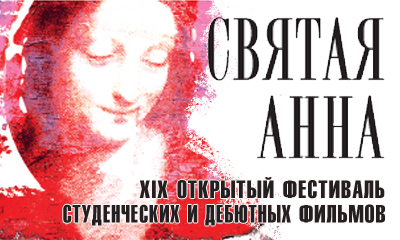 СВЯТАЯ
АННА
XIX ОТКРЫТЫЙ ФЕСТИВАЛЬ
СТУДЕНЧЕСКИХ И ДЕБЮТНЫХ ФИЛЬМОВ